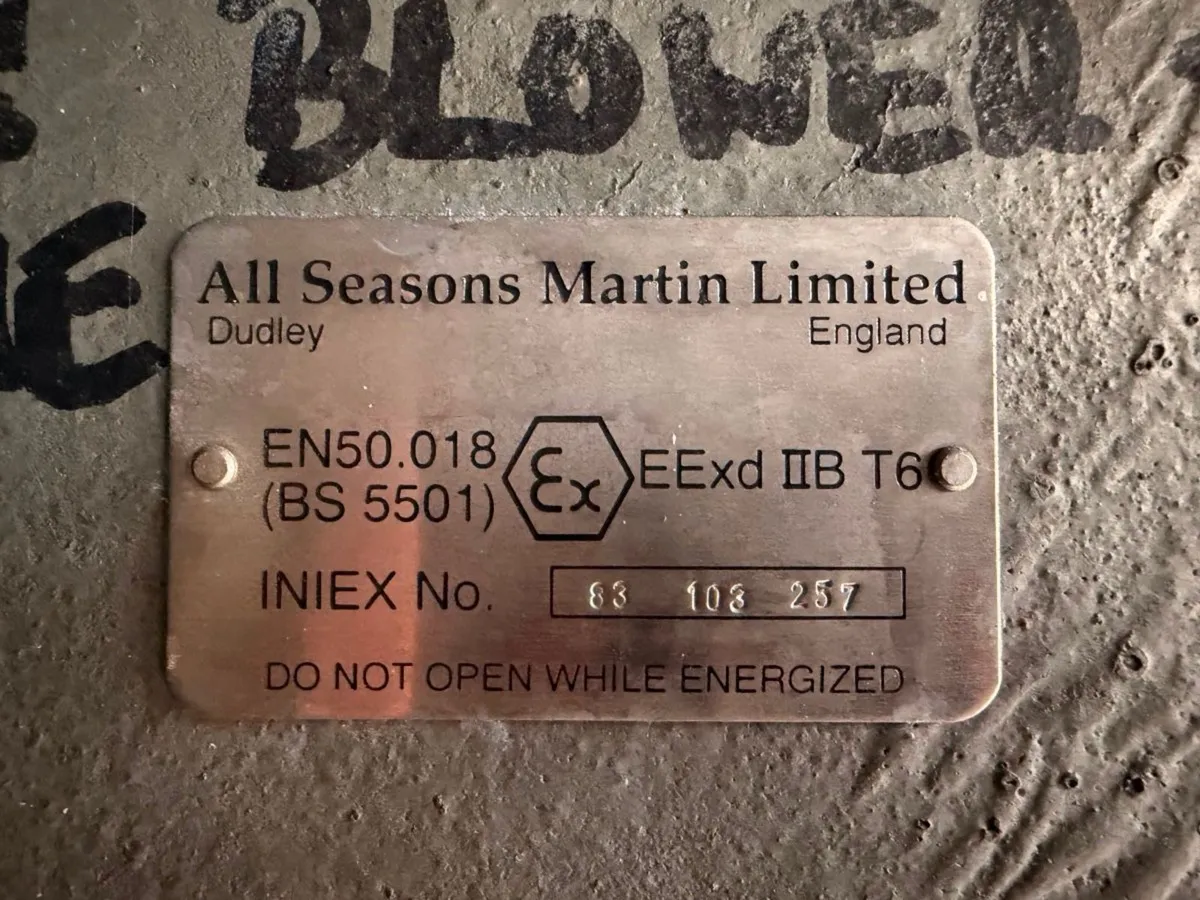 BLOWER
All Seasons Martin Limited
Dudley England
EN50.018 Ex EExd IIB T6
(BS 5501)
INIEX No. 83 103 257
DO NOT OPEN WHILE ENERGIZED